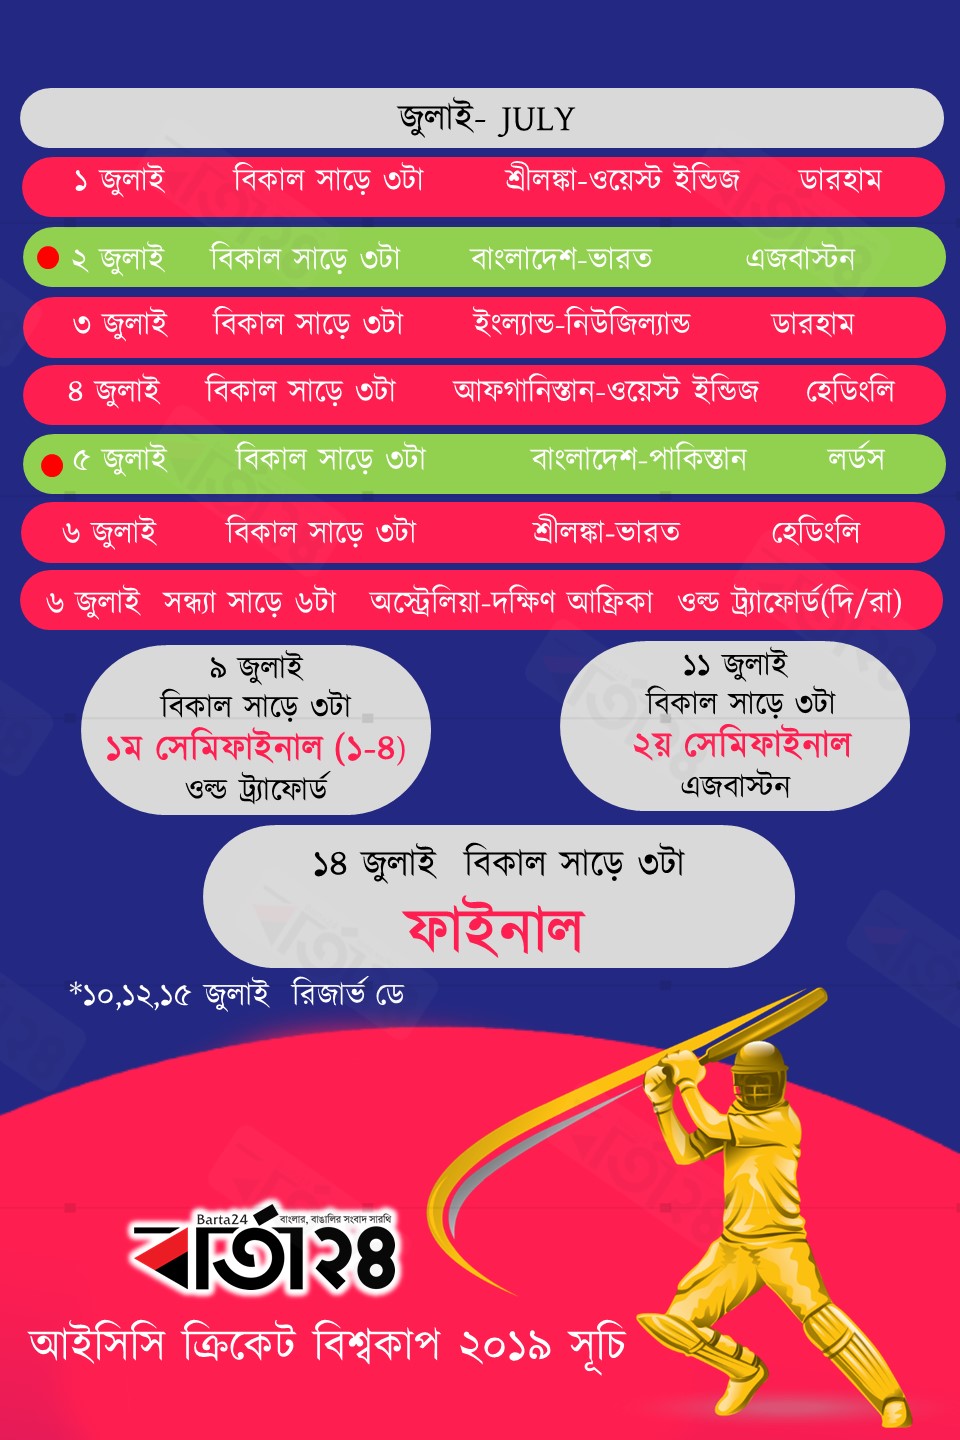 জুলাই- JULY
১ জুলাই বিকাল সাড়ে ৩টা শ্রীলঙ্কা-ওয়েস্ট ইন্ডিজ ডারহাম
২ জুলাই বিকাল সাড়ে ৩টা বাংলাদেশ-ভারত এজবাস্টন
৩ জুলাই বিকাল সাড়ে ৩টা ইংল্যান্ড-নিউজিল্যান্ড ডারহাম
৪ জুলাই বিকাল সাড়ে ৩টা আফগানিস্তান-ওয়েস্ট ইন্ডিজ হেডিংলি
৫ জুলাই বিকাল সাড়ে ৩টা বাংলাদেশ-পাকিস্তান লর্ডস
৬ জুলাই বিকাল সাড়ে ৩টা শ্রীলঙ্কা-ভারত হেডিংলি
৬ জুলাই সন্ধ্যা সাড়ে ৬টা অস্ট্রেলিয়া-দক্ষিণ আফ্রিকা ওল্ড ট্র্যাফোর্ড(দি/রা)
৯ জুলাই
বিকাল সাড়ে ৩টা
১ম সেমিফাইনাল (১-৪)
ওল্ড ট্র্যাফোর্ড
১১ জুলাই
বিকাল সাড়ে ৩টা
২য় সেমিফাইনাল
এজবাস্টন
১৪ জুলাই বিকাল সাড়ে ৩টা
ফাইনাল
*১০,১২,১৫ জুলাই রিজার্ভ ডে
Barta24 বাংলার, বাঙালির সংবাদ সারথি
বার্তা২৪
আইসিসি ক্রিকেট বিশ্বকাপ ২০১৯ সূচি